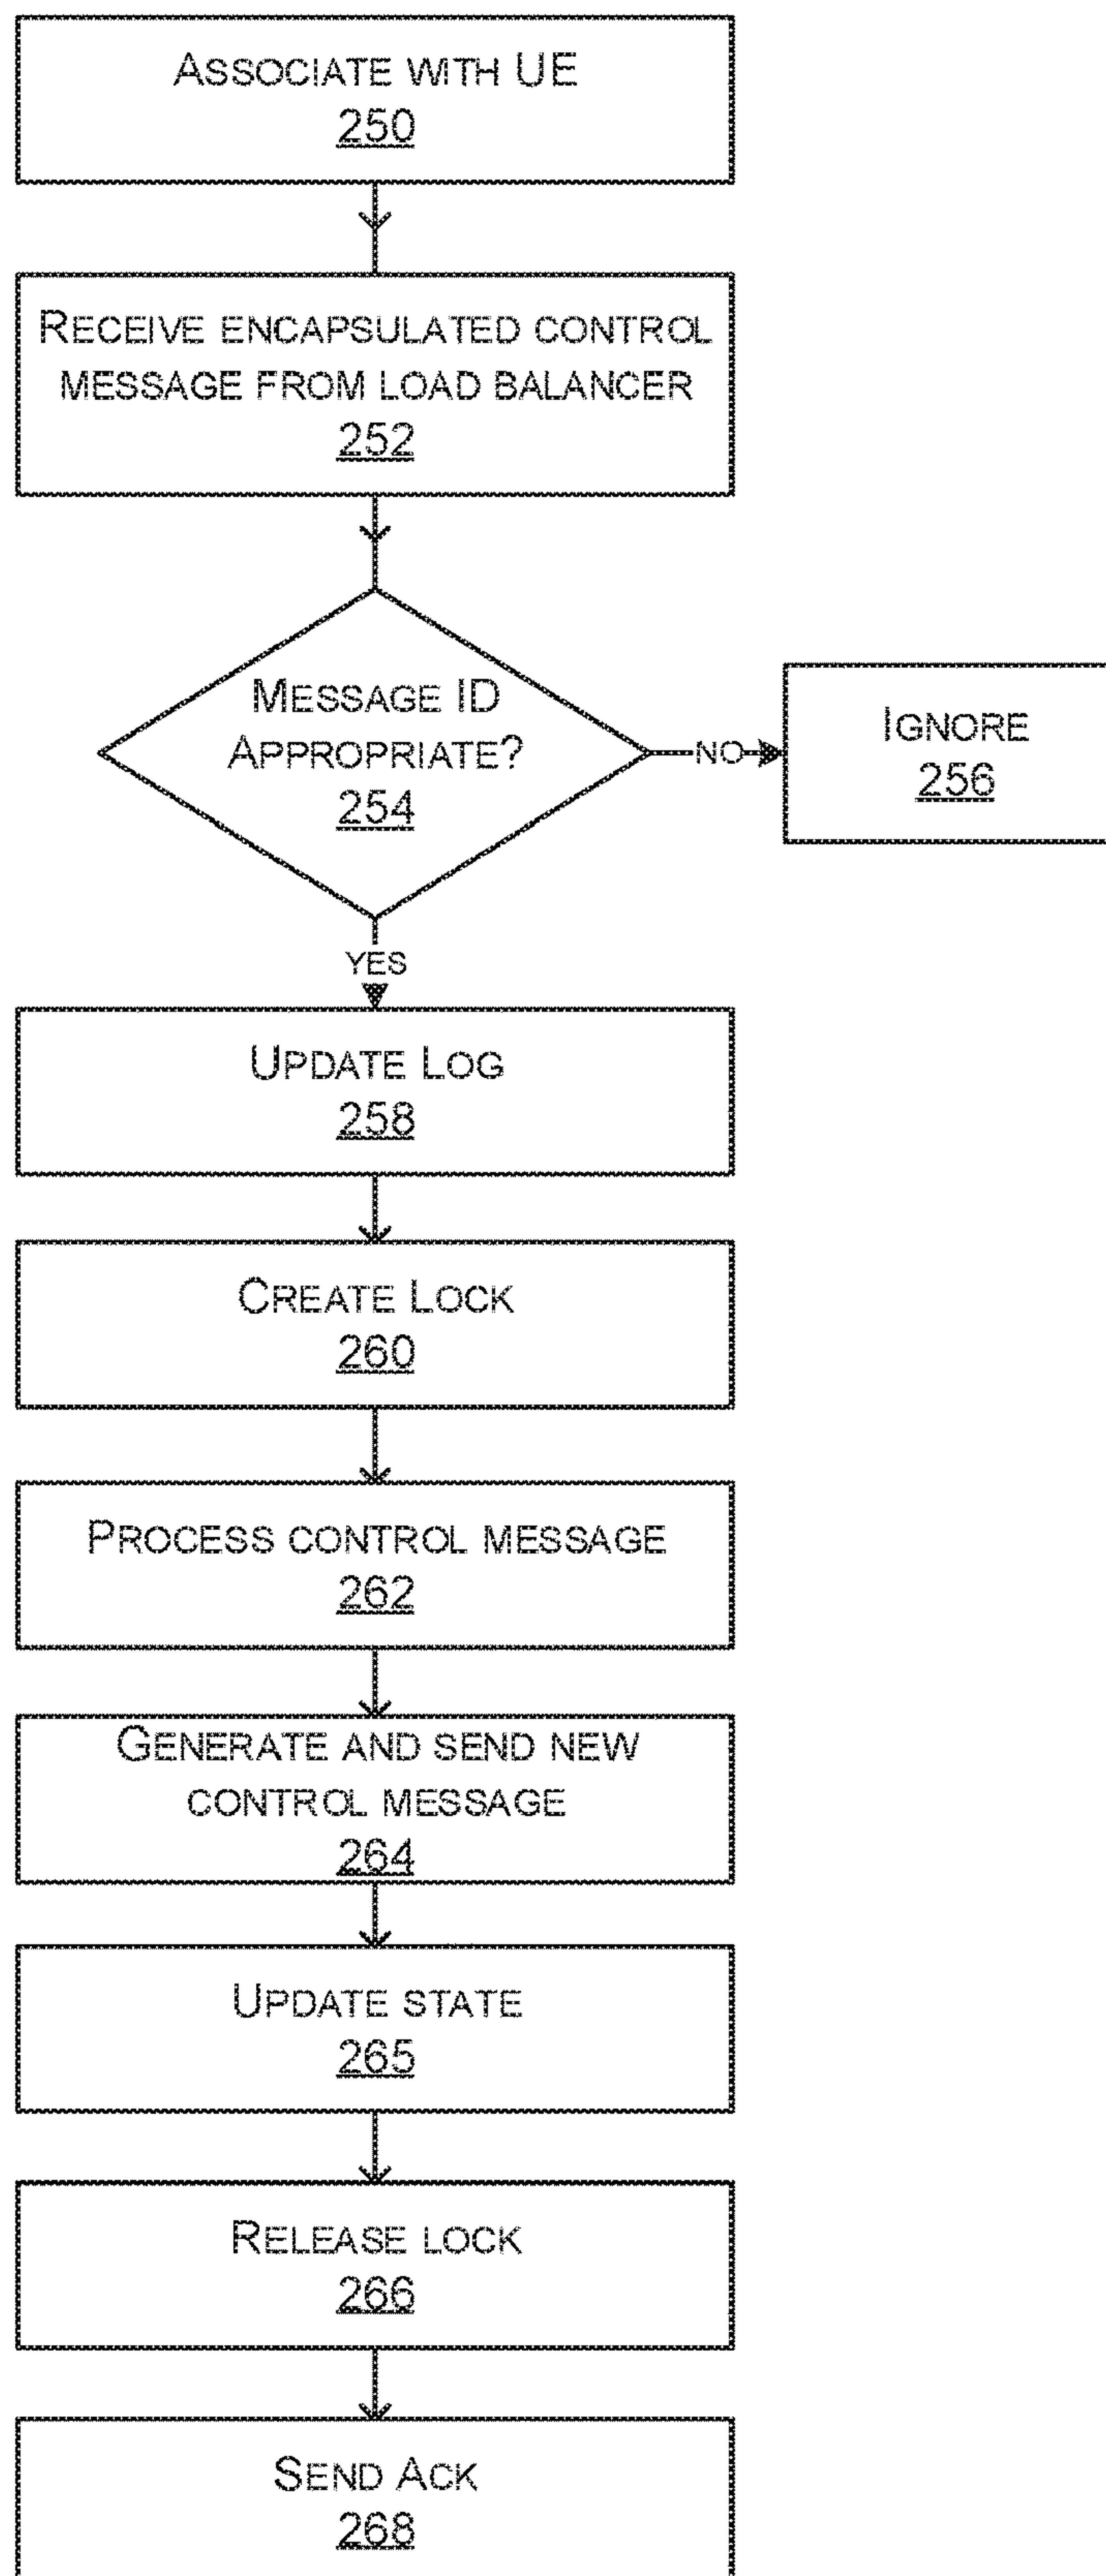 ASSOCIATE WITH UE
250
RECEIVE ENCAPSULATED CONTROL
MESSAGE FROM LOAD BALANCER
252
MESSAGE ID
APPROPRIATE?
254
NO
IGNORE
256
YES
UPDATE LOG
258
CREATE LOCK
260
PROCESS CONTROL MESSAGE
262
GENERATE AND SEND NEW
CONTROL MESSAGE
264
UPDATE STATE
265
RELEASE LOCK
266
SEND ACK
268